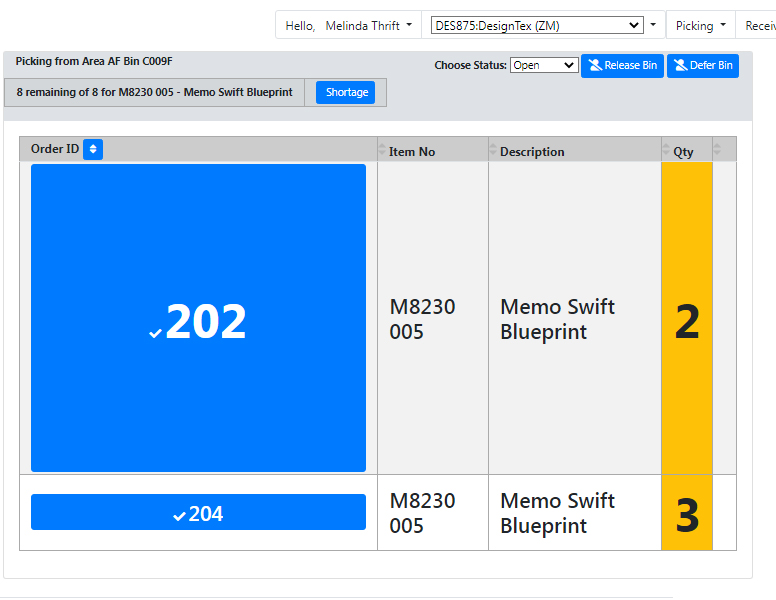 Hello, Melinda Thrift DES875:DesignTex (ZM) Picking
Picking from Area AF Bin C009F
Choose Status: Open Release Bin Defer Bin
8 remaining of 8 for M8230 005 - Memo Swift Blueprint Shortage
Order ID Item No Description Qty
202 M8230 005 Memo Swift Blueprint 2
204 M8230 005 Memo Swift Blueprint 3